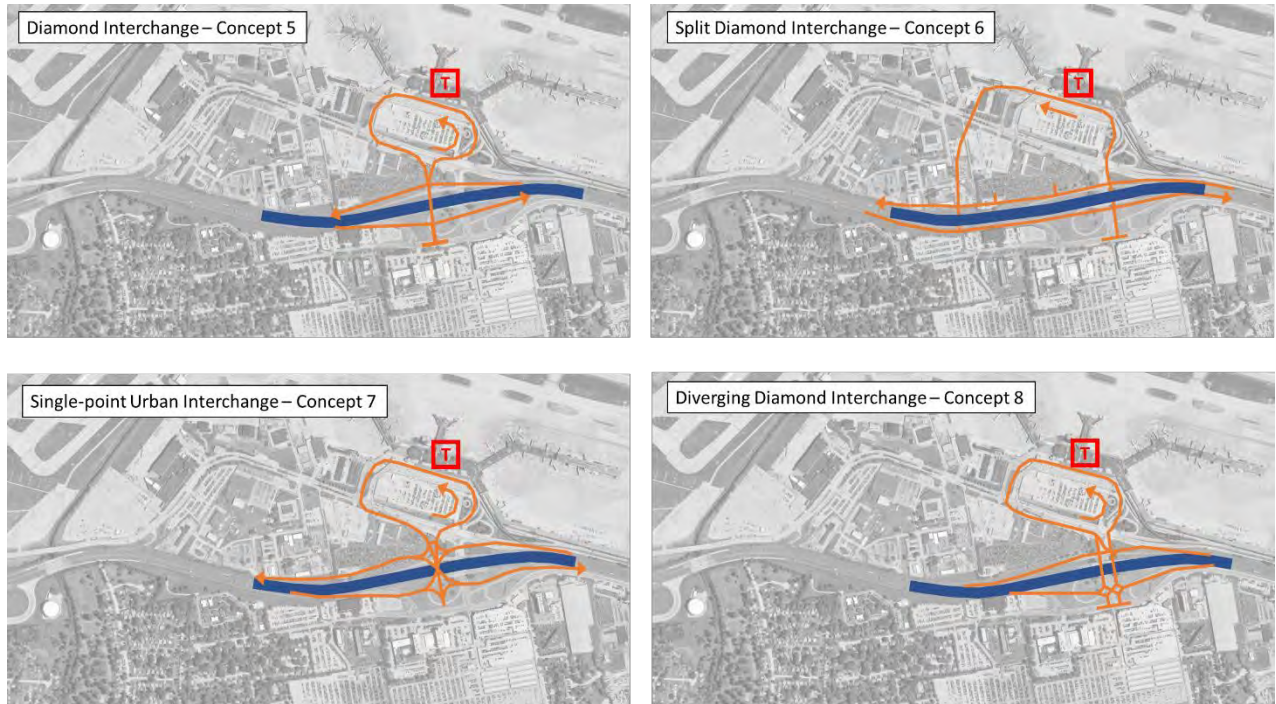 Diamond Interchange – Concept 5
T
Split Diamond Interchange – Concept 6
T
Single-point Urban Interchange – Concept 7
T
Diverging Diamond Interchange – Concept 8
T